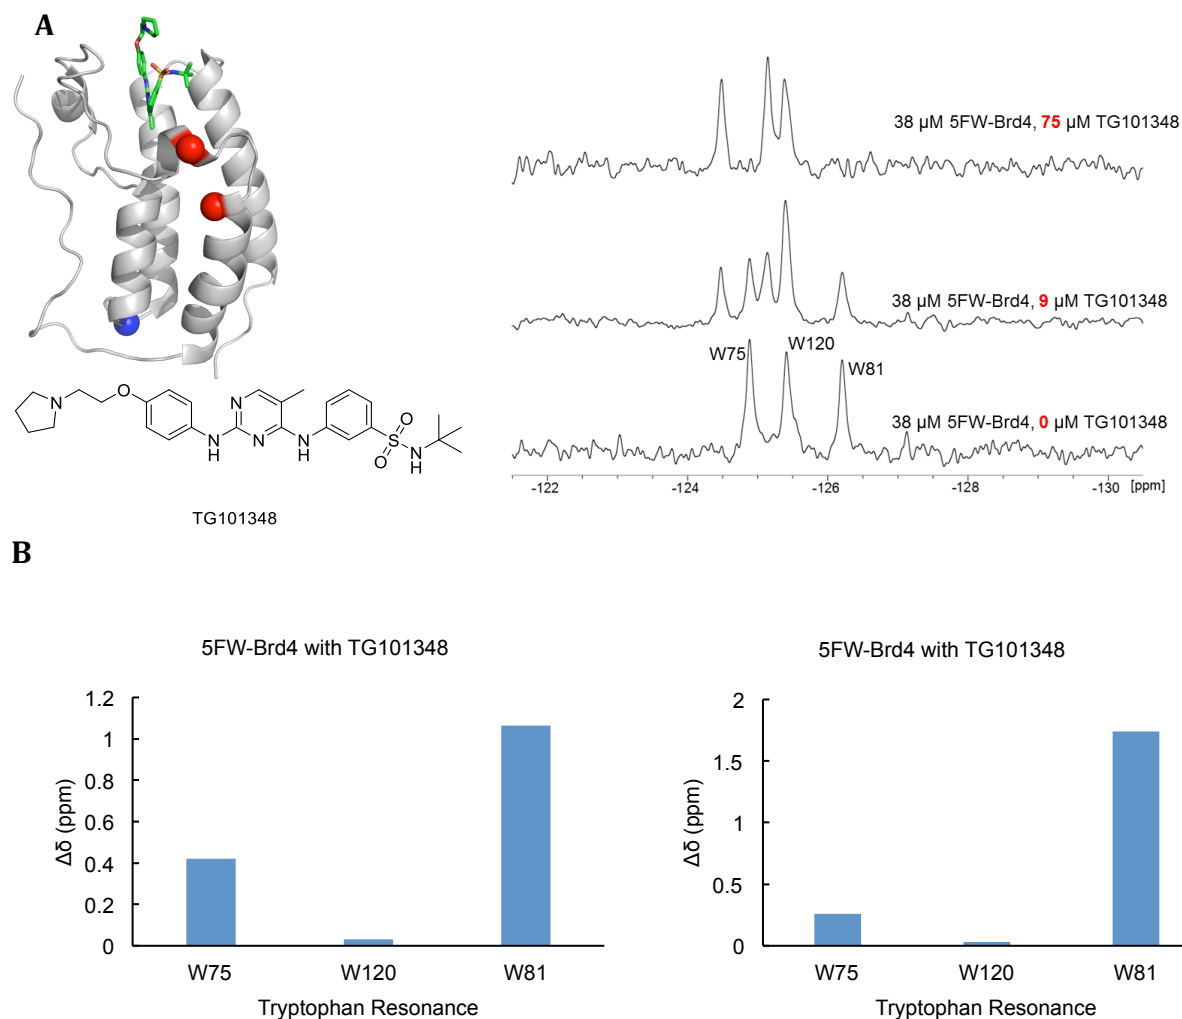 A
38 µM 5FW-Brd4, 75 µM TG101348
38 µM 5FW-Brd4, 9 µM TG101348
W75
W120
W81
38 µM 5FW-Brd4, 0 µM TG101348
-122
-124
-125
-126
-128
-130
[ppm]
N
O
N
N
N
H
N
H
O
S
O
NH
TG101348
B
5FW-Brd4 with TG101348
1.2
1
0.8
0.6
0.4
0.2
0
Δδ (ppm)
W75
W120
W81
Tryptophan Resonance
5FW-Brd4 with TG101348
2
1.5
1
0.5
0
Δδ (ppm)
W75
W120
W81
Tryptophan Resonance